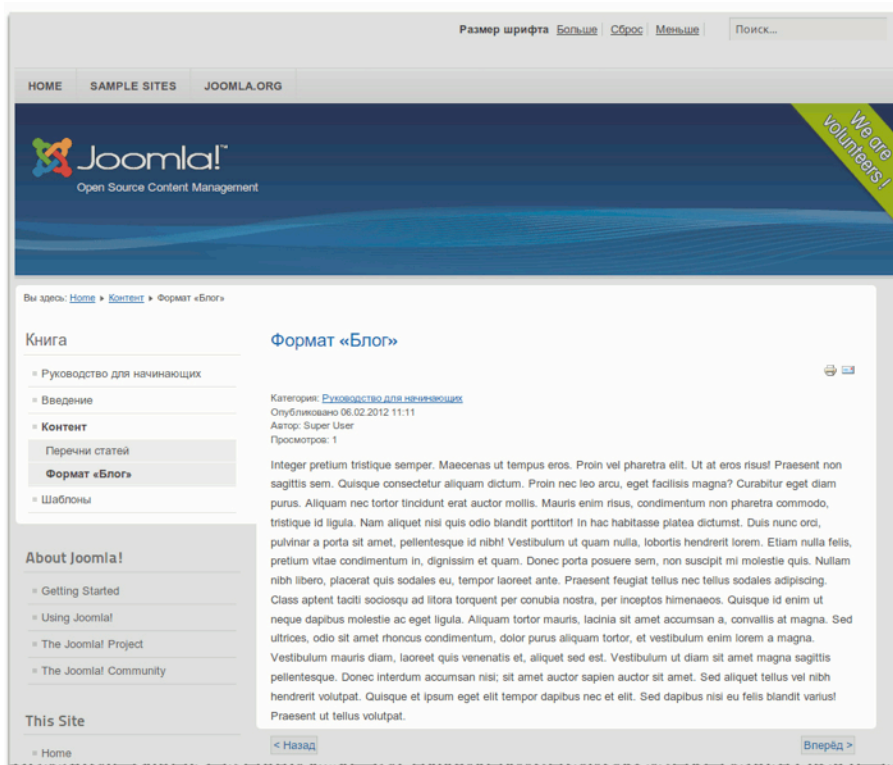 Размер шрифта Больше Сброс Меньше Поиск...
HOME SAMPLE SITES JOOMLA.ORG
We are
volunteers!
Joomla!™
Open Source Content Management
Вы здесь: Home Контент Формат «Блог»
Книга
Руководство для начинающих
Введение
Контент
Перечни статей
Формат «Блог»
Шаблоны
About Joomla!
Getting Started
Using Joomla!
The Joomla! Project
The Joomla! Community
This Site
Home
Формат «Блог»
Категория: Руководство для начинающих
Опубликовано 06.02.2012 11:11
Автор: Super User
Просмотров: 1
Integer pretium tristique semper. Maecenas ut tempus eros. Proin vel pharetra elit. Ut at eros risus! Praesent non
sagittis sem. Quisque consectetur aliquam dictum. Proin nec leo arcu, eget facilisis magna? Curabitur eget diam
purus. Aliquam nec tortor tincidunt erat auctor mollis. Mauris enim risus, condimentum non pharetra commodo,
tristique id ligula. Nam aliquet nisi quis odio blandit porttitor! In hac habitasse platea dictumst. Duis nunc orci,
pulvinar a porta sit amet, pellentesque id nibh! Vestibulum ut quam nulla, lobortis hendrerit lorem. Etiam nulla felis,
pretium vitae condimentum in, dignissim et quam. Donec porta posuere sem, non suscipit mi molestie quis. Nullam
nibh libero, placerat quis sodales eu, tempor laoreet ante. Praesent feugiat tellus nec tellus sodales adipiscing.
Class aptent taciti sociosqu ad litora torquent per conubia nostra, per inceptos himenaeos. Quisque id enim ut
neque dapibus molestie ac eget ligula. Aliquam tortor mauris, lacinia sit amet accumsan a, convallis at magna. Sed
ultrices, odio sit amet rhoncus condimentum, dolor purus aliquam tortor, et vestibulum enim lorem a magna.
Vestibulum mauris diam, laoreet quis venenatis et, aliquet sed est. Vestibulum ut diam sit amet magna sagittis
pellentesque. Donec interdum accumsan nisi; sit amet auctor sapien auctor sit amet. Sed aliquet tellus vel nibh
hendrerit volutpat. Quisque et ipsum eget elit tempor dapibus nec et elit. Sed dapibus nisi eu felis blandit varius!
Praesent ut tellus volutpat.
< Назад Вперёд >